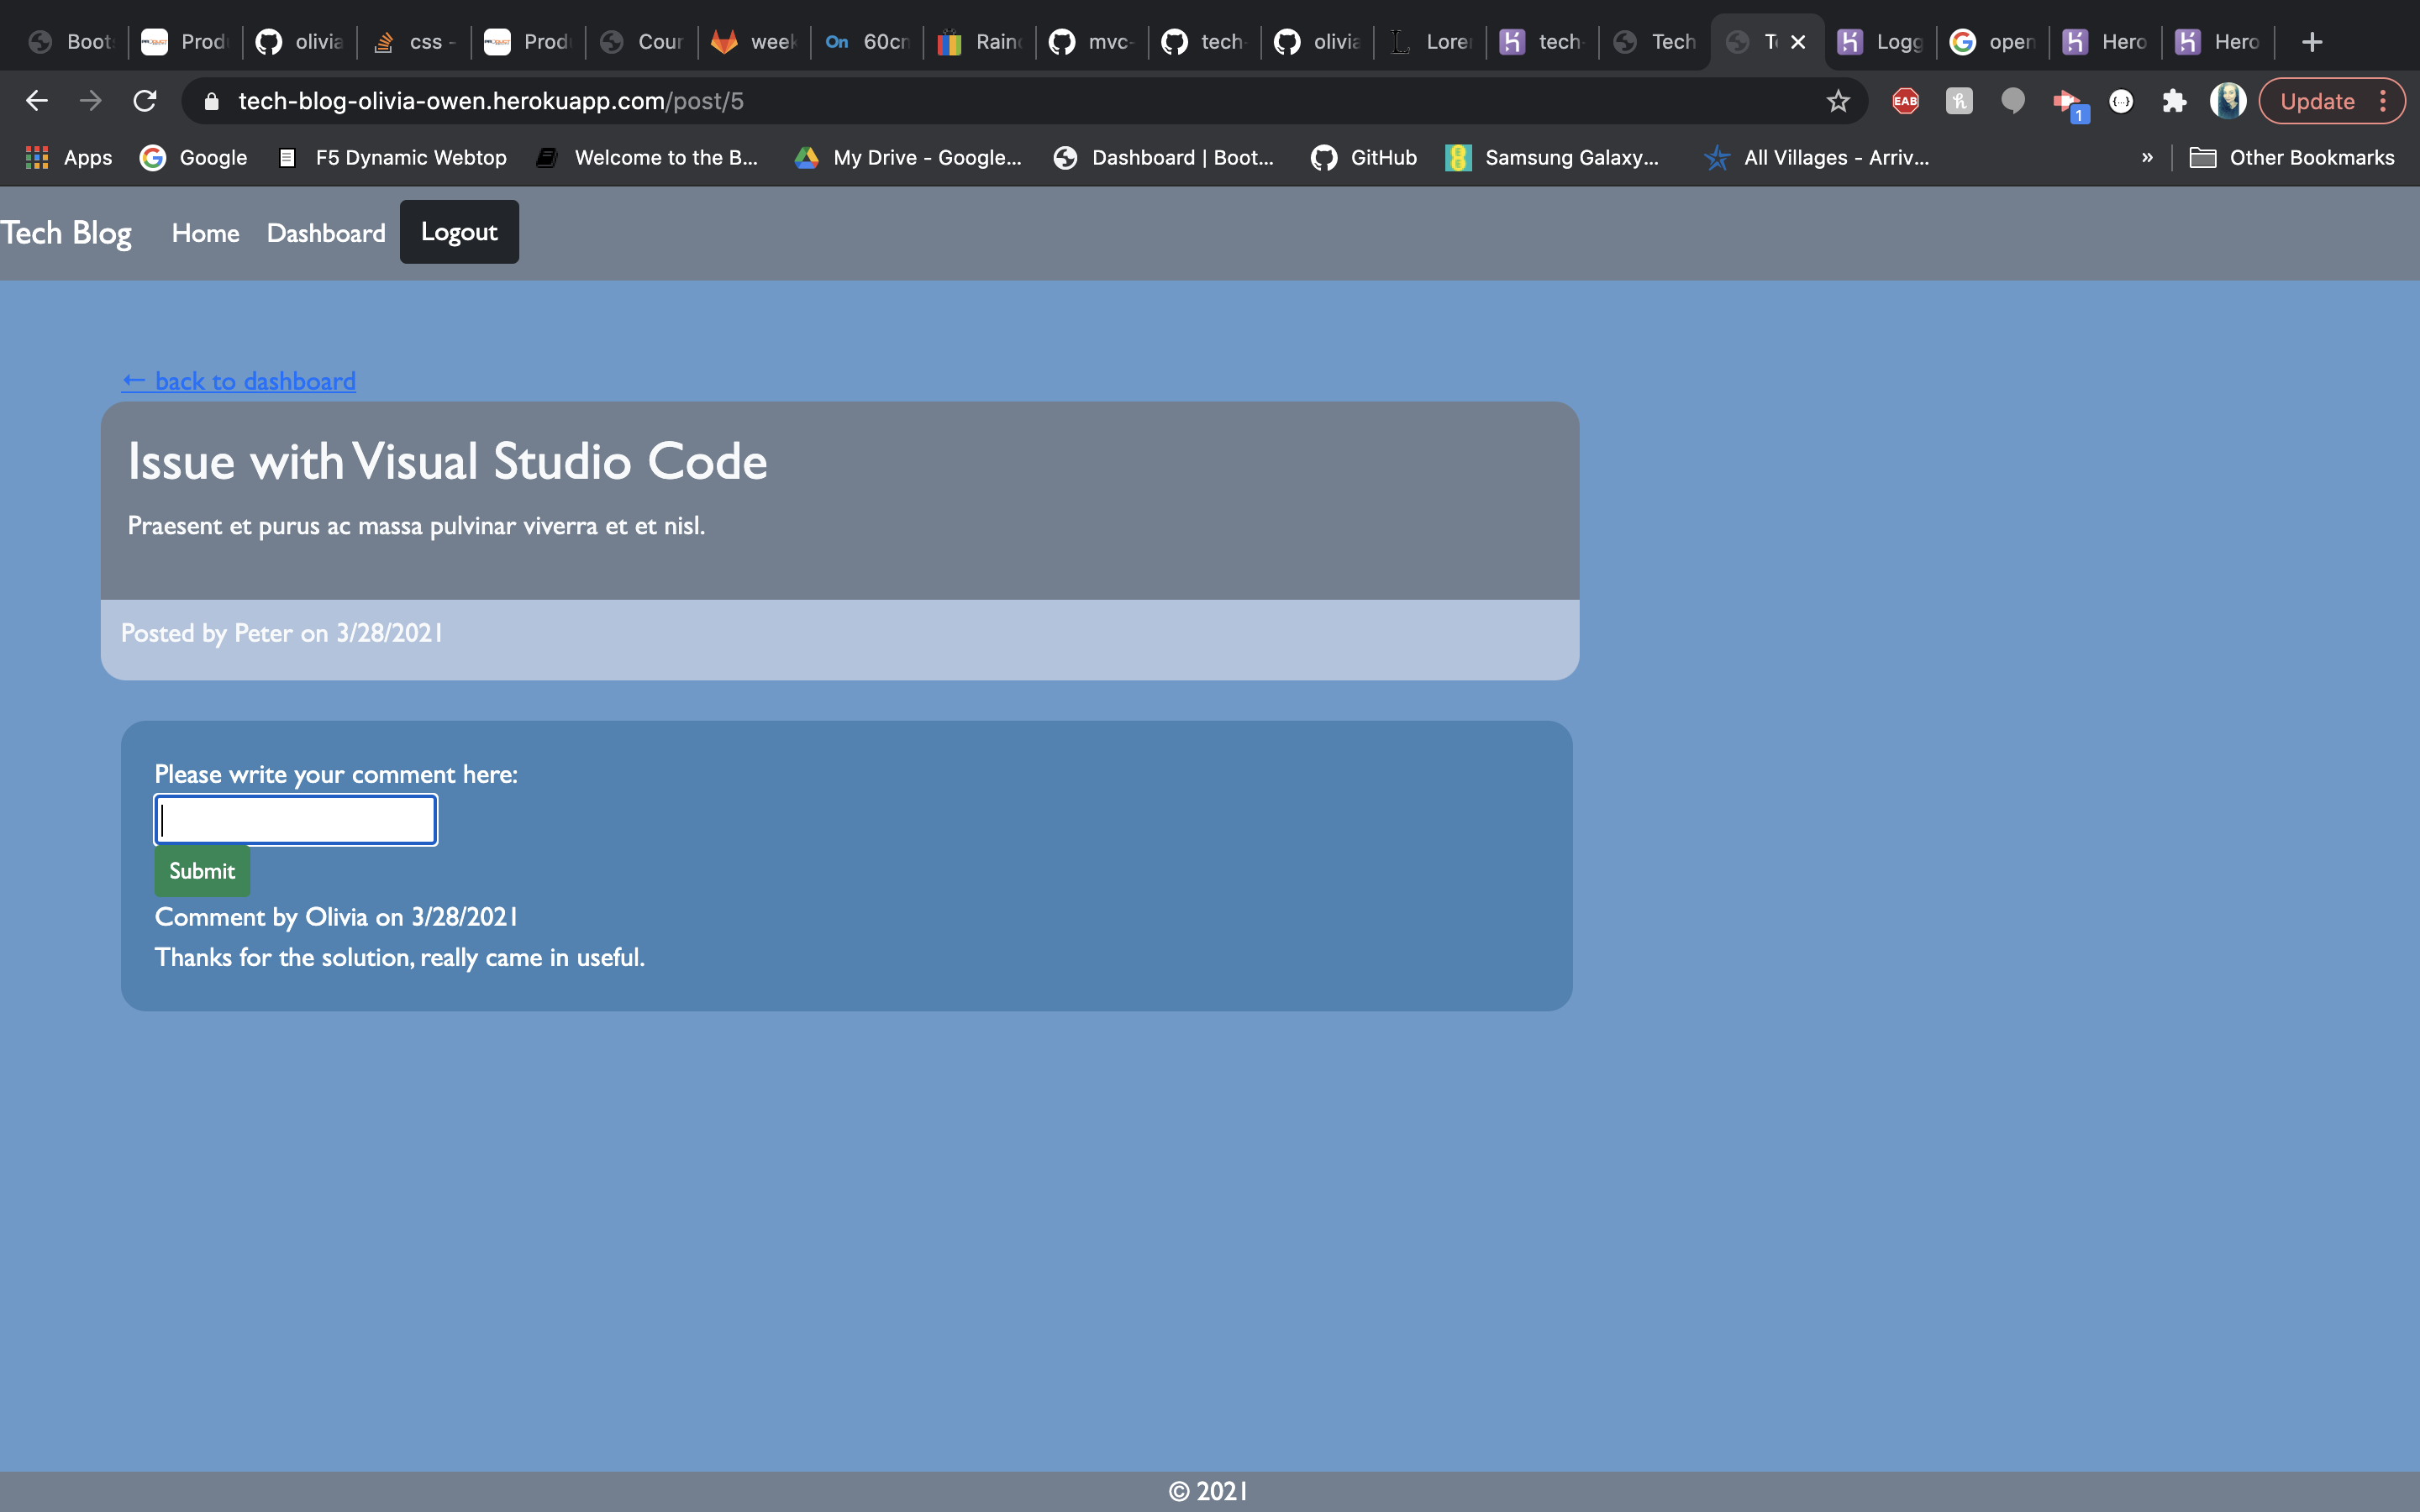 Boots Prod olivia css - Prod Cour week On 60cn Rain mvc- tech- olivia L Lore tech- Tech T Logg open Hero Hero
tech-blog-olivia-owen.herokuapp.com/post/5 EAB h 1 Update
Apps Google F5 Dynamic Webtop Welcome to the B... My Drive - Google... Dashboard | Boot... GitHub Samsung Galaxy... All Villages - Arriv... » Other Bookmarks
Tech Blog Home Dashboard Logout
← back to dashboard
Issue with Visual Studio Code
Praesent et purus ac massa pulvinar viverra et et nisl.
Posted by Peter on 3/28/2021
Please write your comment here:
Submit
Comment by Olivia on 3/28/2021
Thanks for the solution, really came in useful.
© 2021